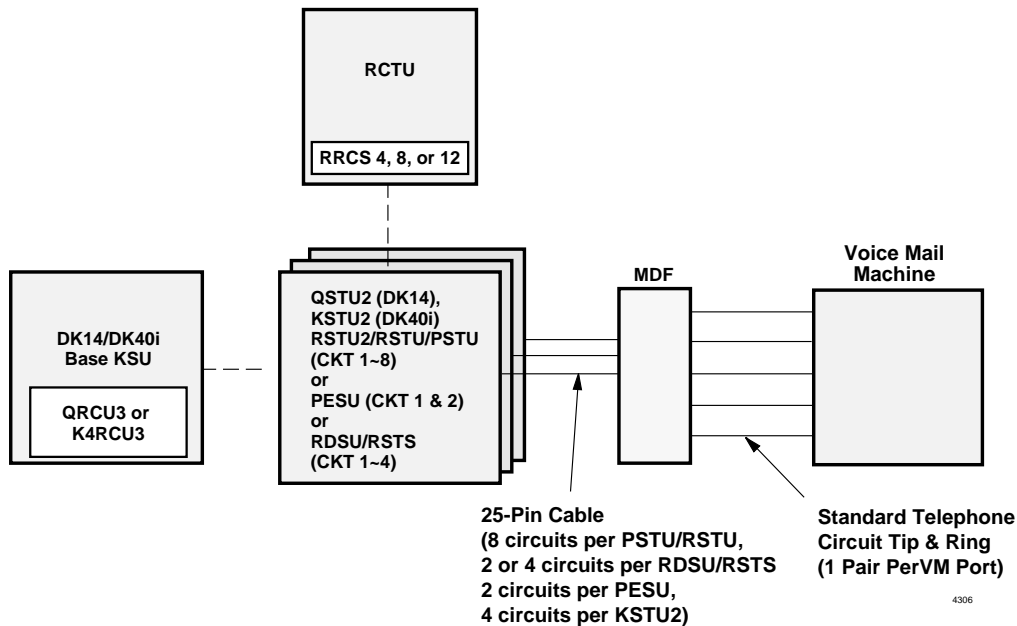 RCTU
RRCS 4, 8, or 12
DK14/DK40i
Base KSU
QRCU3 or
K4RCU3
QSTU2 (DK14),
KSTU2 (DK40i)
RSTU2/RSTU/PSTU
(CKT 1~8)
or
PESU (CKT 1 & 2)
or
RDSU/RSTS
(CKT 1~4)
MDF
Voice Mail
Machine
25-Pin Cable
(8 circuits per PSTU/RSTU,
2 or 4 circuits per RDSU/RSTS
2 circuits per PESU,
4 circuits per KSTU2)
Standard Telephone
Circuit Tip & Ring
(1 Pair PerVM Port)
4306